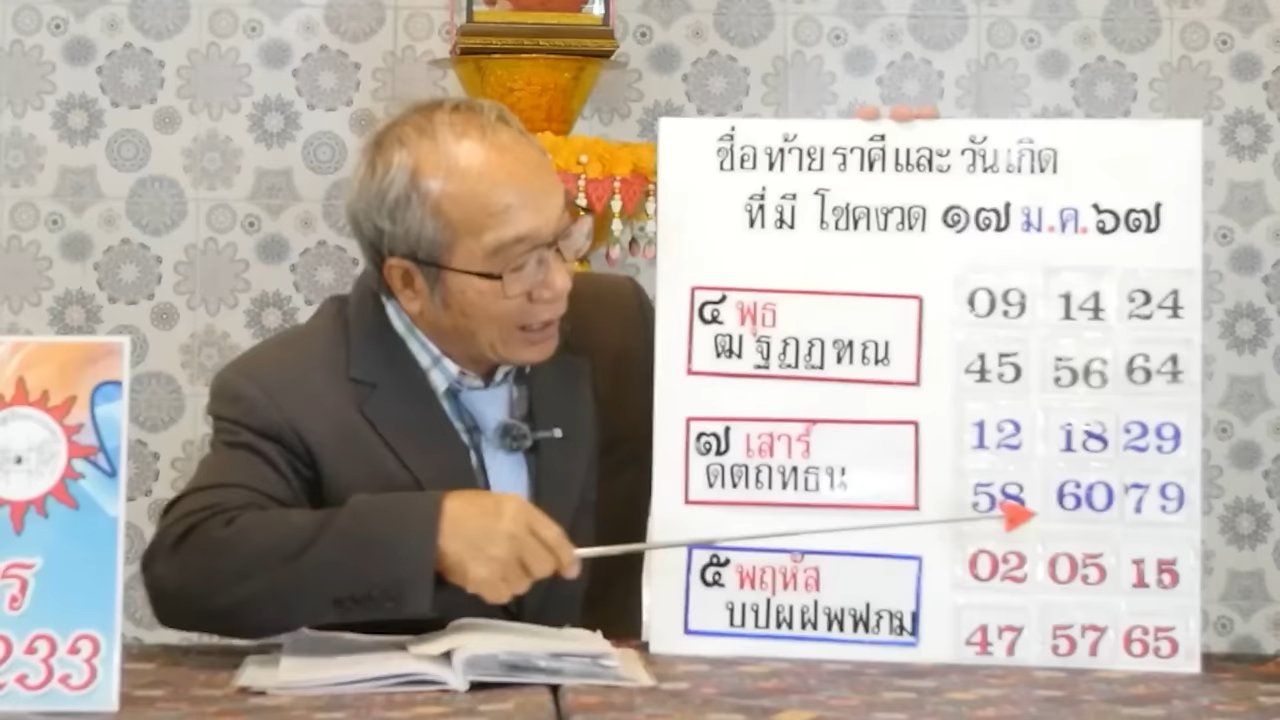 ชื่อท้ายราศีและวันเกิด
ที่มี โชคงวด ๑๗ ม.ค.๖๗
๔ พุธ
ฒฐฎฏฑณ
09 14 24
45 56 64
๗ เสาร์
ดตถทธน
12 18 29
58 60 79
๕ พฤหัส
บปผฝพฟภม
02 05 15
47 57 65
ร
233